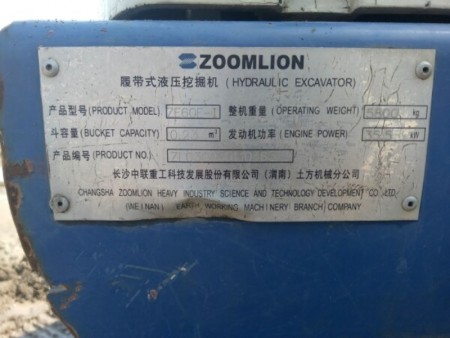 ZOOMLION
履带式液压挖掘机 (HYDRAULIC EXCAVATOR)
产品型号(PRODUCT MODEL) 整机重量(OPERATING WEIGHT) 5800 kg
斗容量(BUCKET CAPACITY) m³ 发动机功率(ENGINE POWER) kW
产品编号(PRODUCT NO.)
长沙中联重工科技发展股份有限公司(渭南)土方机械分公司
CHANGSHA ZOOMLION HEAVY INDUSTRY SCIENCE AND TECHNOLOGY DEVELOPMENT CO.,LTD.
(WEINAN) EARTH WORKING MACHINERY BRANCH COMPANY